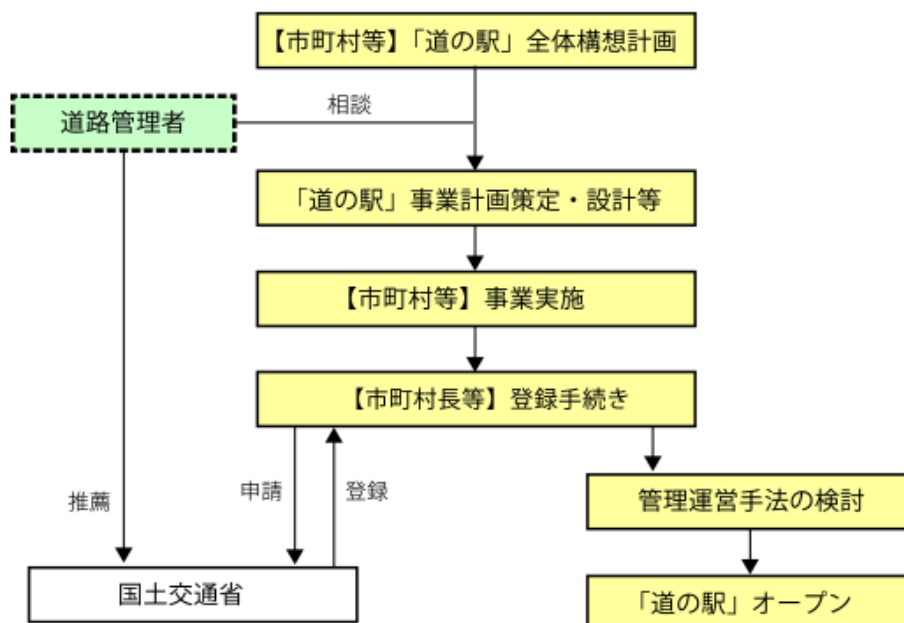 【市町村等】「道の駅」全体構想計画
相談
道路管理者
「道の駅」事業計画策定・設計等
【市町村等】事業実施
【市町村長等】登録手続き
推薦
申請
登録
管理運営手法の検討
国土交通省
「道の駅」オープン